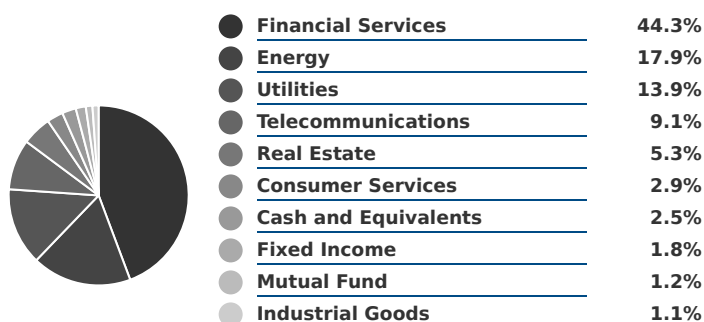 Financial Services 44.3%
Energy 17.9%
Utilities 13.9%
Telecommunications 9.1%
Real Estate 5.3%
Consumer Services 2.9%
Cash and Equivalents 2.5%
Fixed Income 1.8%
Mutual Fund 1.2%
Industrial Goods 1.1%